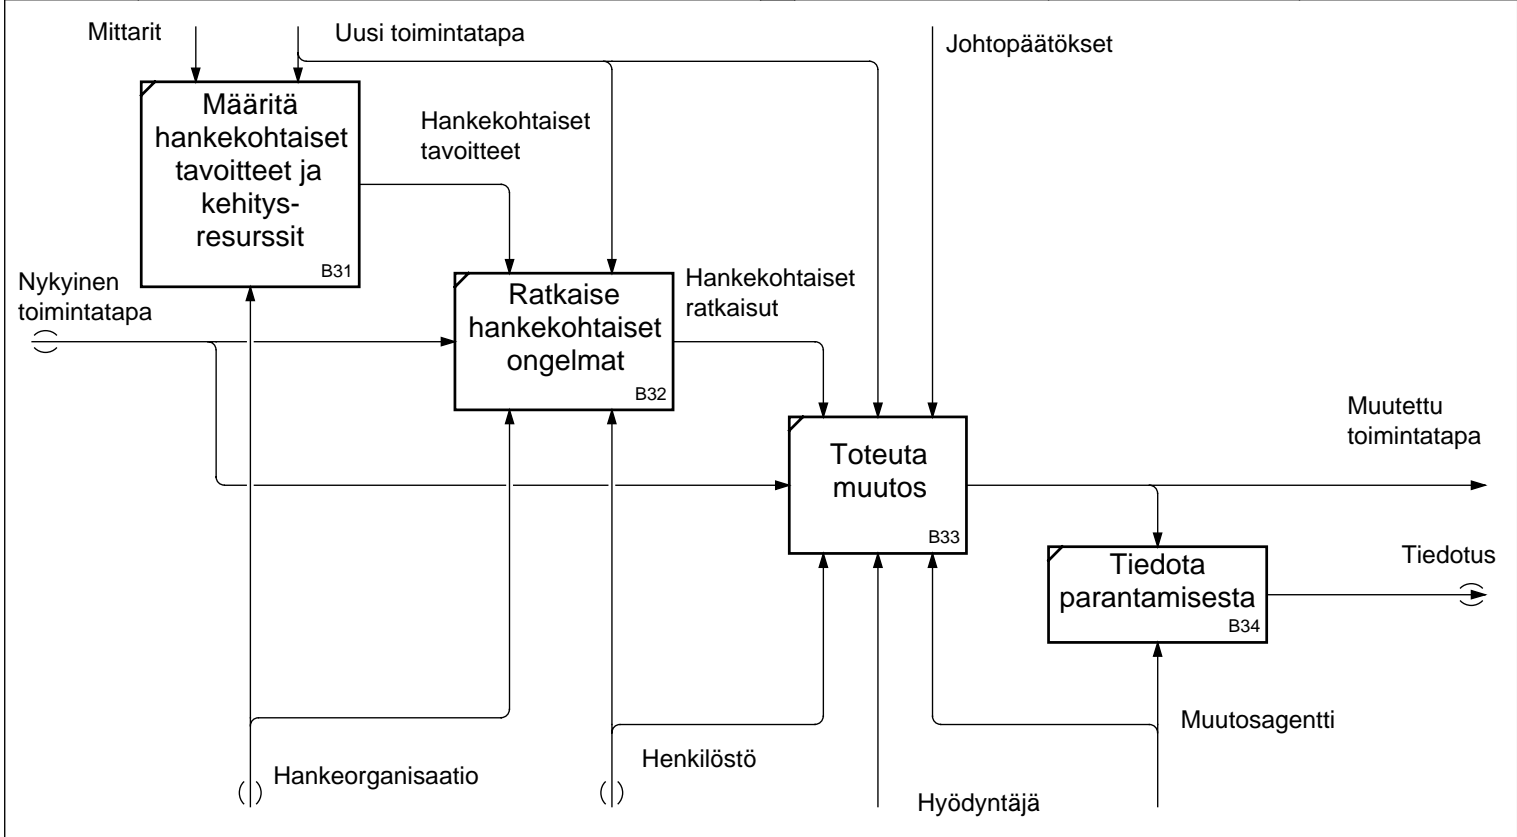 Mittarit
Uusi toimintatapa
Johtopäätökset
Määritä
hankekohtaiset
tavoitteet ja
kehitys-
resurssit
B31
Hankekohtaiset
tavoitteet
Nykyinen
toimintatapa
Ratkaise
hankekohtaiset
ongelmat
B32
Hankekohtaiset
ratkaisut
Toteuta
muutos
B33
Muutettu
toimintatapa
Tiedota
parantamisesta
B34
Tiedotus
Muutosagentti
Henkilöstö
Hankeorganisaatio
Hyödyntäjä